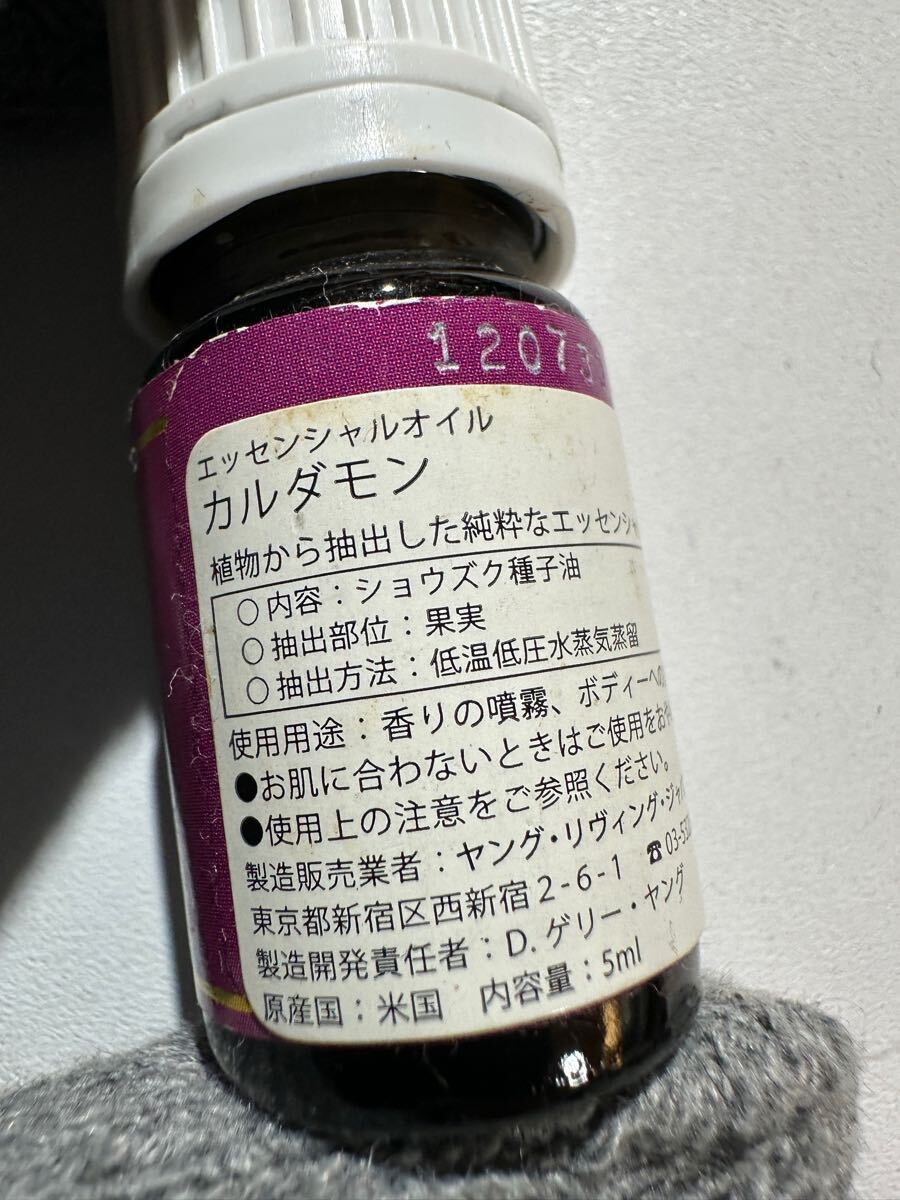 12073
エッセンシャルオイル
カルダモン
植物から抽出した純粋なエッセンシャ
○内容：ショウズク種子油
○抽出部位：果実
○抽出方法：低温低圧水蒸気蒸留
使用用途：香りの噴霧、ボディーへの
●お肌に合わないときはご使用をおや
●使用上の注意をご参照ください。
製造販売業者：ヤング・リヴィング・ジャパ
東京都新宿区西新宿2-6-1 ☎03-532
製造開発責任者：D. ゲリー・ヤング
原産国：米国 内容量：5ml